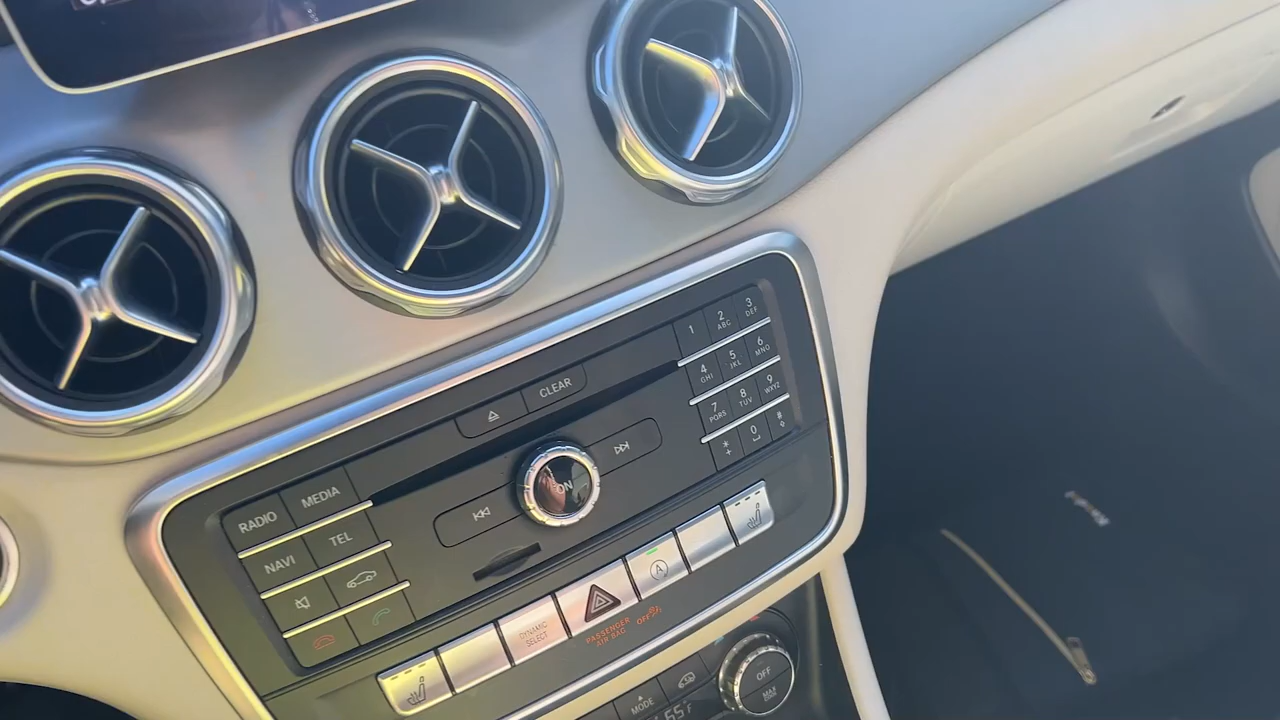 CLEAR
1
2 ABC
3 DEF
4 GHI
5 JKL
6 MNO
7 PQRS
8 TUV
9 WXYZ
*
+
0
#
ON
RADIO
MEDIA
NAVI
TEL
DYNAMIC
SELECT
A
PASSENGER
AIR BAG
OFF
MODE
65°F
OFF
MAX